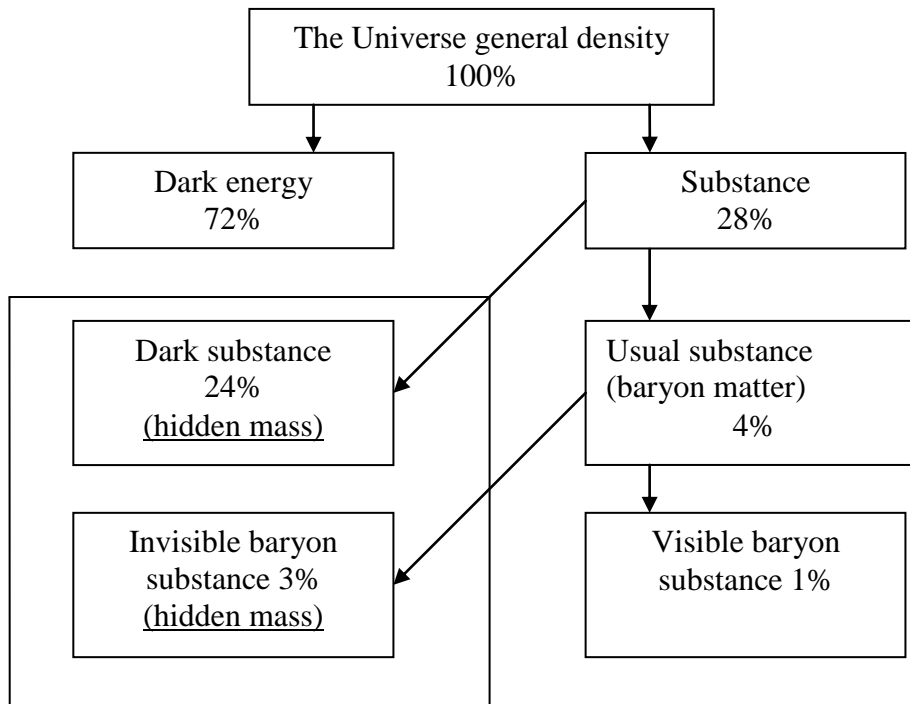 The Universe general density
100%
Dark energy
72%
Substance
28%
Dark substance
24%
(hidden mass)
Usual substance
(baryon matter)
4%
Invisible baryon
substance 3%
(hidden mass)
Visible baryon
substance 1%